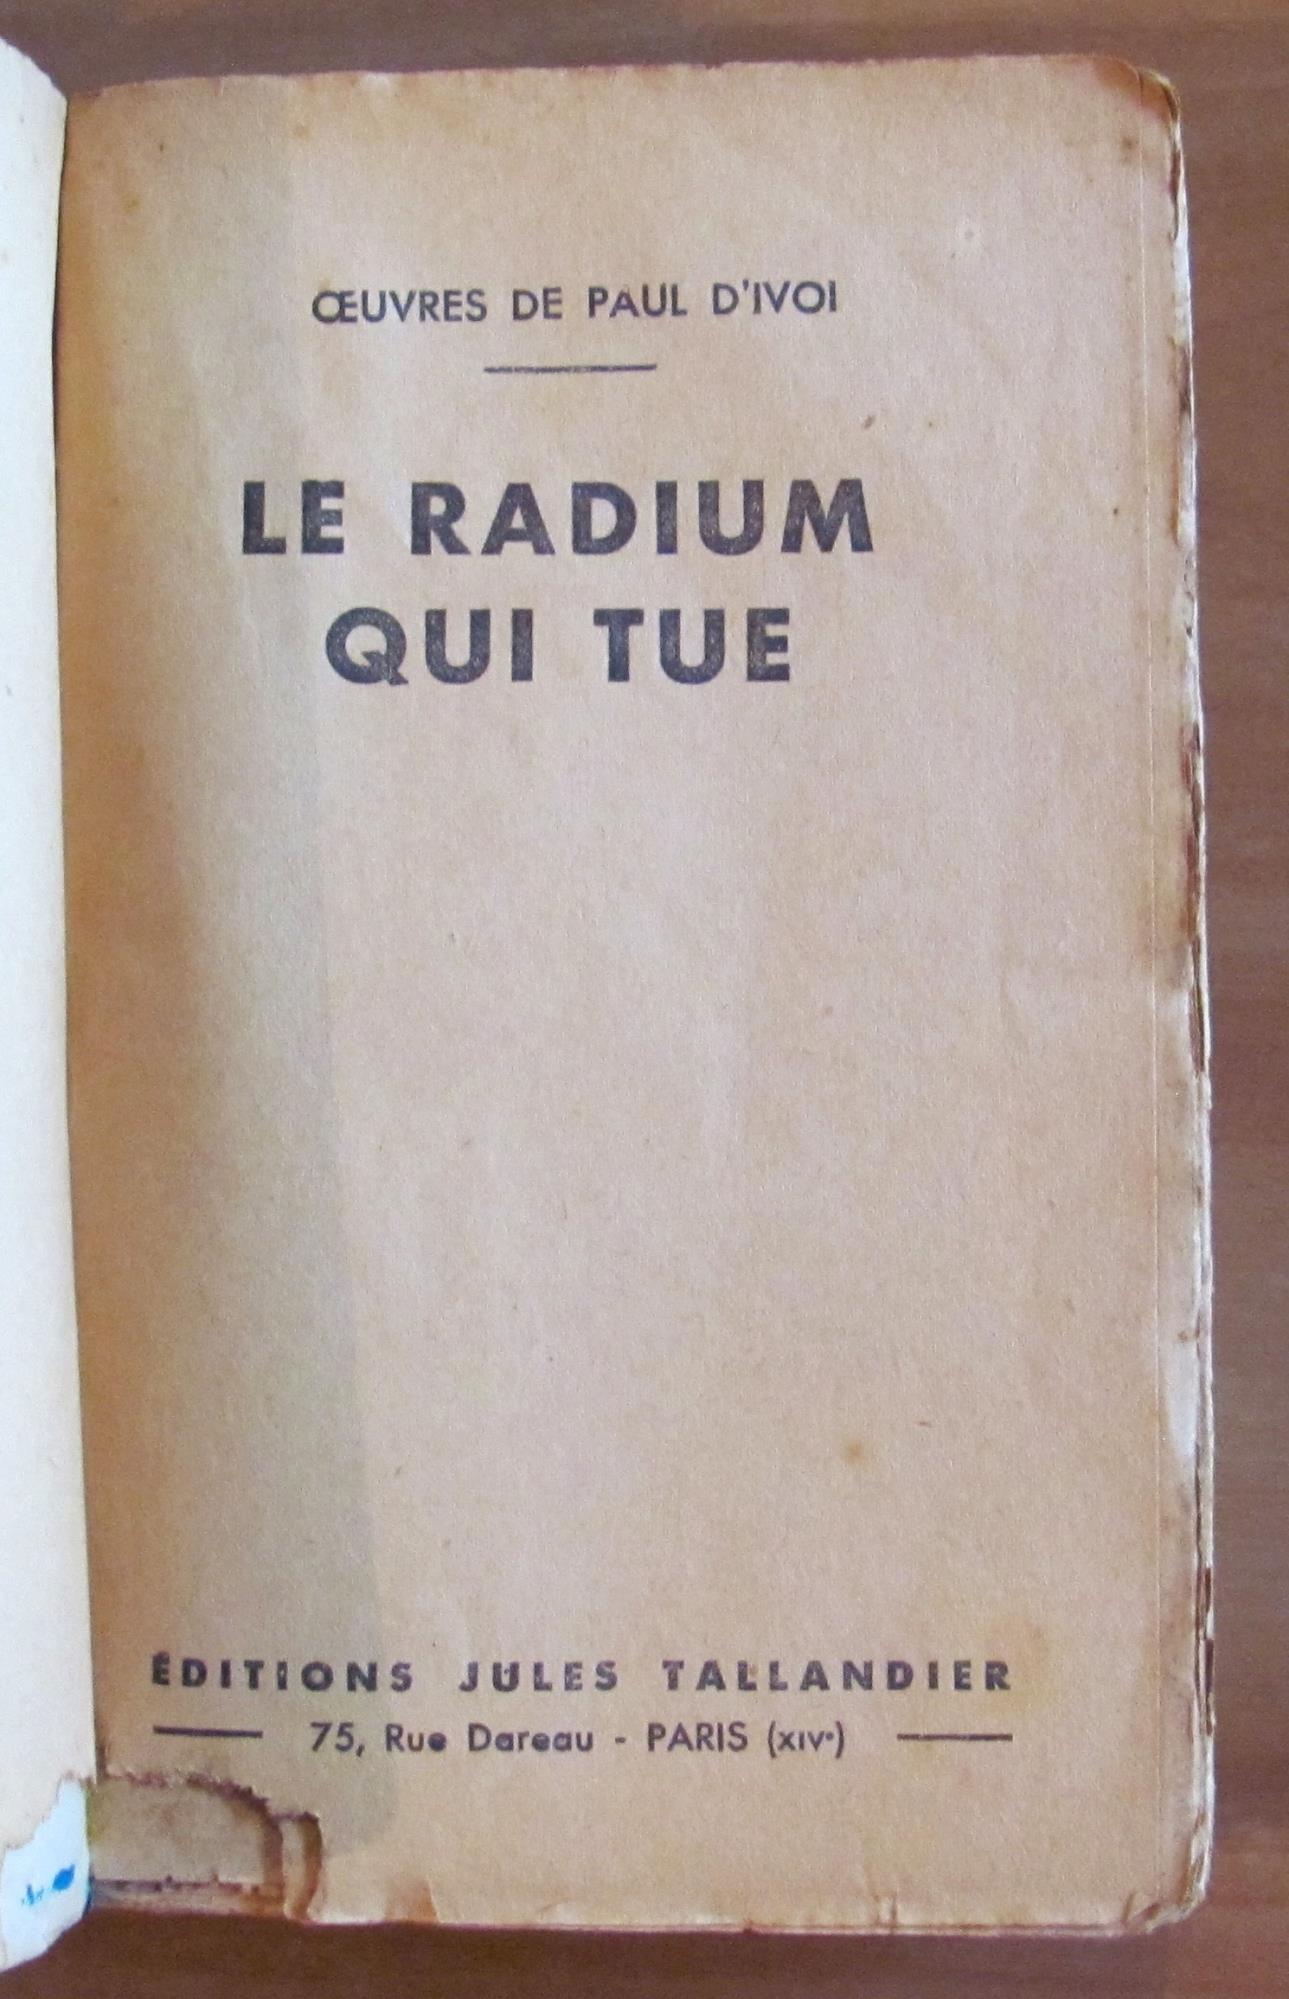 ŒUVRES DE PAUL D'IVOI
LE RADIUM
QUI TUE
ÉDITIONS JULES TALLANDIER
75, Rue Dareau - PARIS (XIVe)